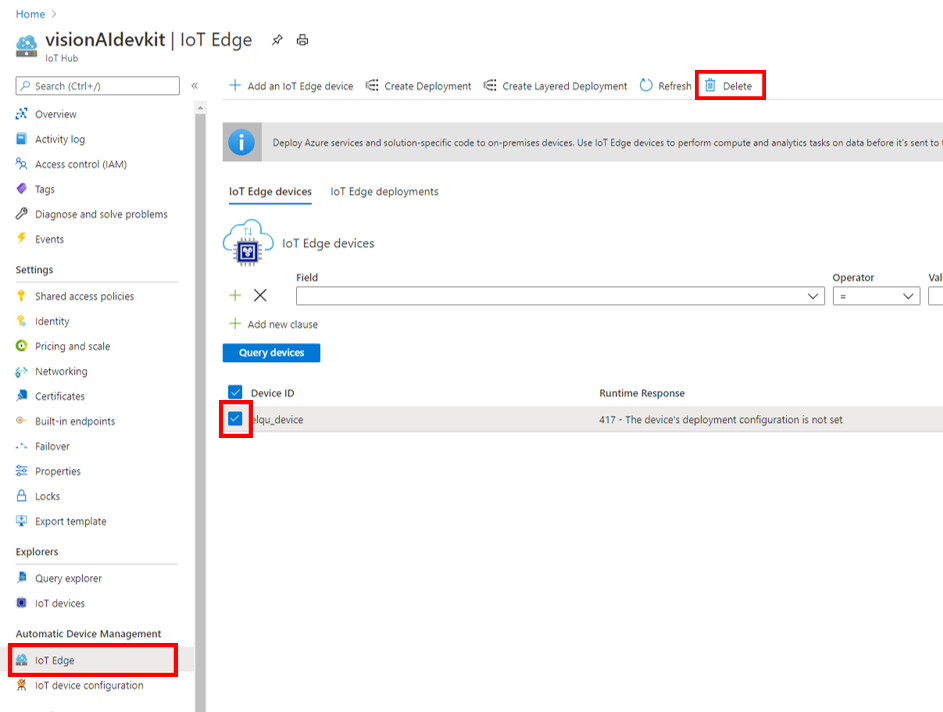 Home >
visionAIdevkit | IoT Edge
IoT Hub
Search (Ctrl+/)
«
Overview
Activity log
Access control (IAM)
Tags
Diagnose and solve problems
Events
Settings
Shared access policies
Identity
Pricing and scale
Networking
Certificates
Built-in endpoints
Failover
Properties
Locks
Export template
Explorers
Query explorer
IoT devices
Automatic Device Management
IoT Edge
IoT device configuration
Add an IoT Edge device Create Deployment Create Layered Deployment Refresh Delete
Deploy Azure services and solution-specific code to on-premises devices. Use IoT Edge devices to perform compute and analytics tasks on data before it's sent to
IoT Edge devices IoT Edge deployments
IoT Edge devices
Field Operator
=
Add new clause
Query devices
Device ID Runtime Response
elqu_device 417 - The device's deployment configuration is not set